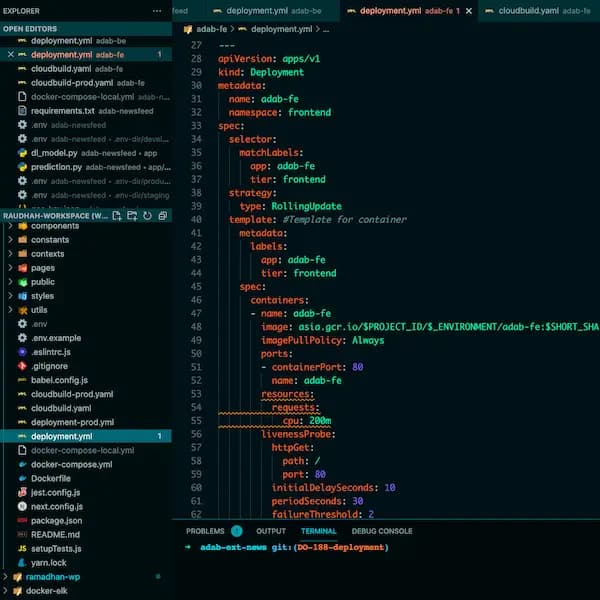 EXPLORER
OPEN EDITORS
deployment.yml adab-be
deployment.yml adab-fe 1
cloudbuild.yaml adab-fe
cloudbuild-prod.yaml adab-fe
docker-compose-local.yml adab-n
requirements.txt adab-newsfeed
.env adab-newsfeed
.env adab-newsfeed • .env-dir/devel...
dl_model.py adab-newsfeed • app
prediction.py adab-newsfeed • app/...
.env adab-newsfeed • .env-dir/produ...
.env adab-newsfeed • .env-dir/staging
RAUDHAH-WORKSPACE (W...
components
constants
contexts
pages
public
styles
utils
.env
.env.example
.eslintrc.js
.gitignore
babel.config.js
cloudbuild-prod.yaml
cloudbuild.yaml
deployment-prod.yml
deployment.yml 1
docker-compose-local.yml
docker-compose.yml
Dockerfile
jest.config.js
next.config.js
package.json
README.md
setupTests.js
yarn.lock
ramadhan-wp
docker-elk
feed deployment.yml adab-be deployment.yml adab-fe 1 cloudbuild.yaml adab-fe
adab-fe > deployment.yml > ...
27 ---
28 apiVersion: apps/v1
29 kind: Deployment
30 metadata:
31 name: adab-fe
32 namespace: frontend
33 spec:
34 selector:
35 matchLabels:
36 app: adab-fe
37 tier: frontend
38 strategy:
39 type: RollingUpdate
40 template: #Template for container
41 metadata:
42 labels:
43 app: adab-fe
44 tier: frontend
45 spec:
46 containers:
47 - name: adab-fe
48 image: asia.gcr.io/$PROJECT_ID/$_ENVIRONMENT/adab-fe:$SHORT_SHA
49 imagePullPolicy: Always
50 ports:
51 - containerPort: 80
52 name: adab-fe
53 resources:
54 requests:
55 cpu: 200m
56 livenessProbe:
57 httpGet:
58 path: /
59 port: 80
60 initialDelaySeconds: 10
61 periodSeconds: 30
62 failureThreshold: 2
PROBLEMS 1 OUTPUT TERMINAL DEBUG CONSOLE
→ adab-ext-news git:(DO-188-deployment)